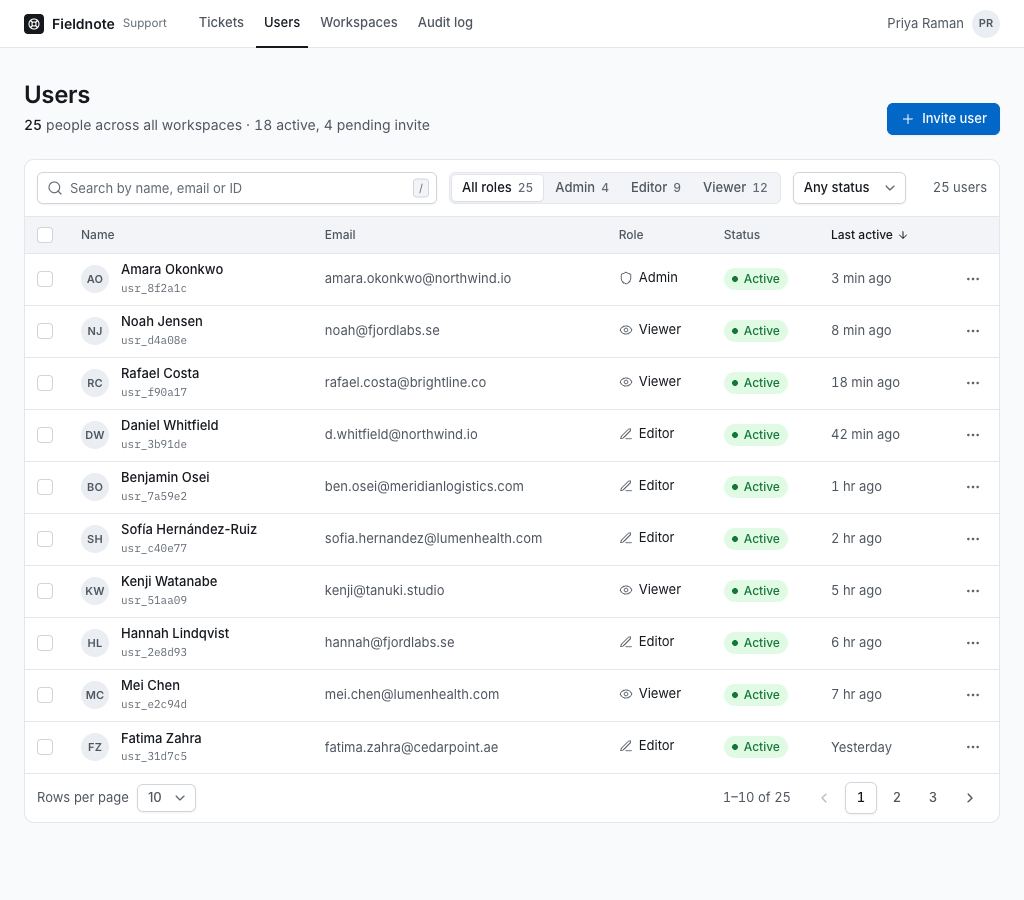 Fieldnote Support Tickets Users Workspaces Audit log Priya Raman PR
Users
25 people across all workspaces · 18 active, 4 pending invite
Invite user
Search by name, email or ID / All roles 25 Admin 4 Editor 9 Viewer 12 Any status 25 users
Name Email Role Status Last active
AO Amara Okonkwo amara.okonkwo@northwind.io Admin Active 3 min ago
usr_8f2a1c
NJ Noah Jensen noah@fjordlabs.se Viewer Active 8 min ago
usr_d4a08e
RC Rafael Costa rafael.costa@brightline.co Viewer Active 18 min ago
usr_f90a17
DW Daniel Whitfield d.whitfield@northwind.io Editor Active 42 min ago
usr_3b91de
BO Benjamin Osei ben.osei@meridianlogistics.com Editor Active 1 hr ago
usr_7a59e2
SH Sofía Hernández-Ruiz sofia.hernandez@lumenhealth.com Editor Active 2 hr ago
usr_c40e77
KW Kenji Watanabe kenji@tanuki.studio Viewer Active 5 hr ago
usr_51aa09
HL Hannah Lindqvist hannah@fjordlabs.se Editor Active 6 hr ago
usr_2e8d93
MC Mei Chen mei.chen@lumenhealth.com Viewer Active 7 hr ago
usr_e2c94d
FZ Fatima Zahra fatima.zahra@cedarpoint.ae Editor Active Yesterday
usr_31d7c5
Rows per page 10 1–10 of 25 1 2 3